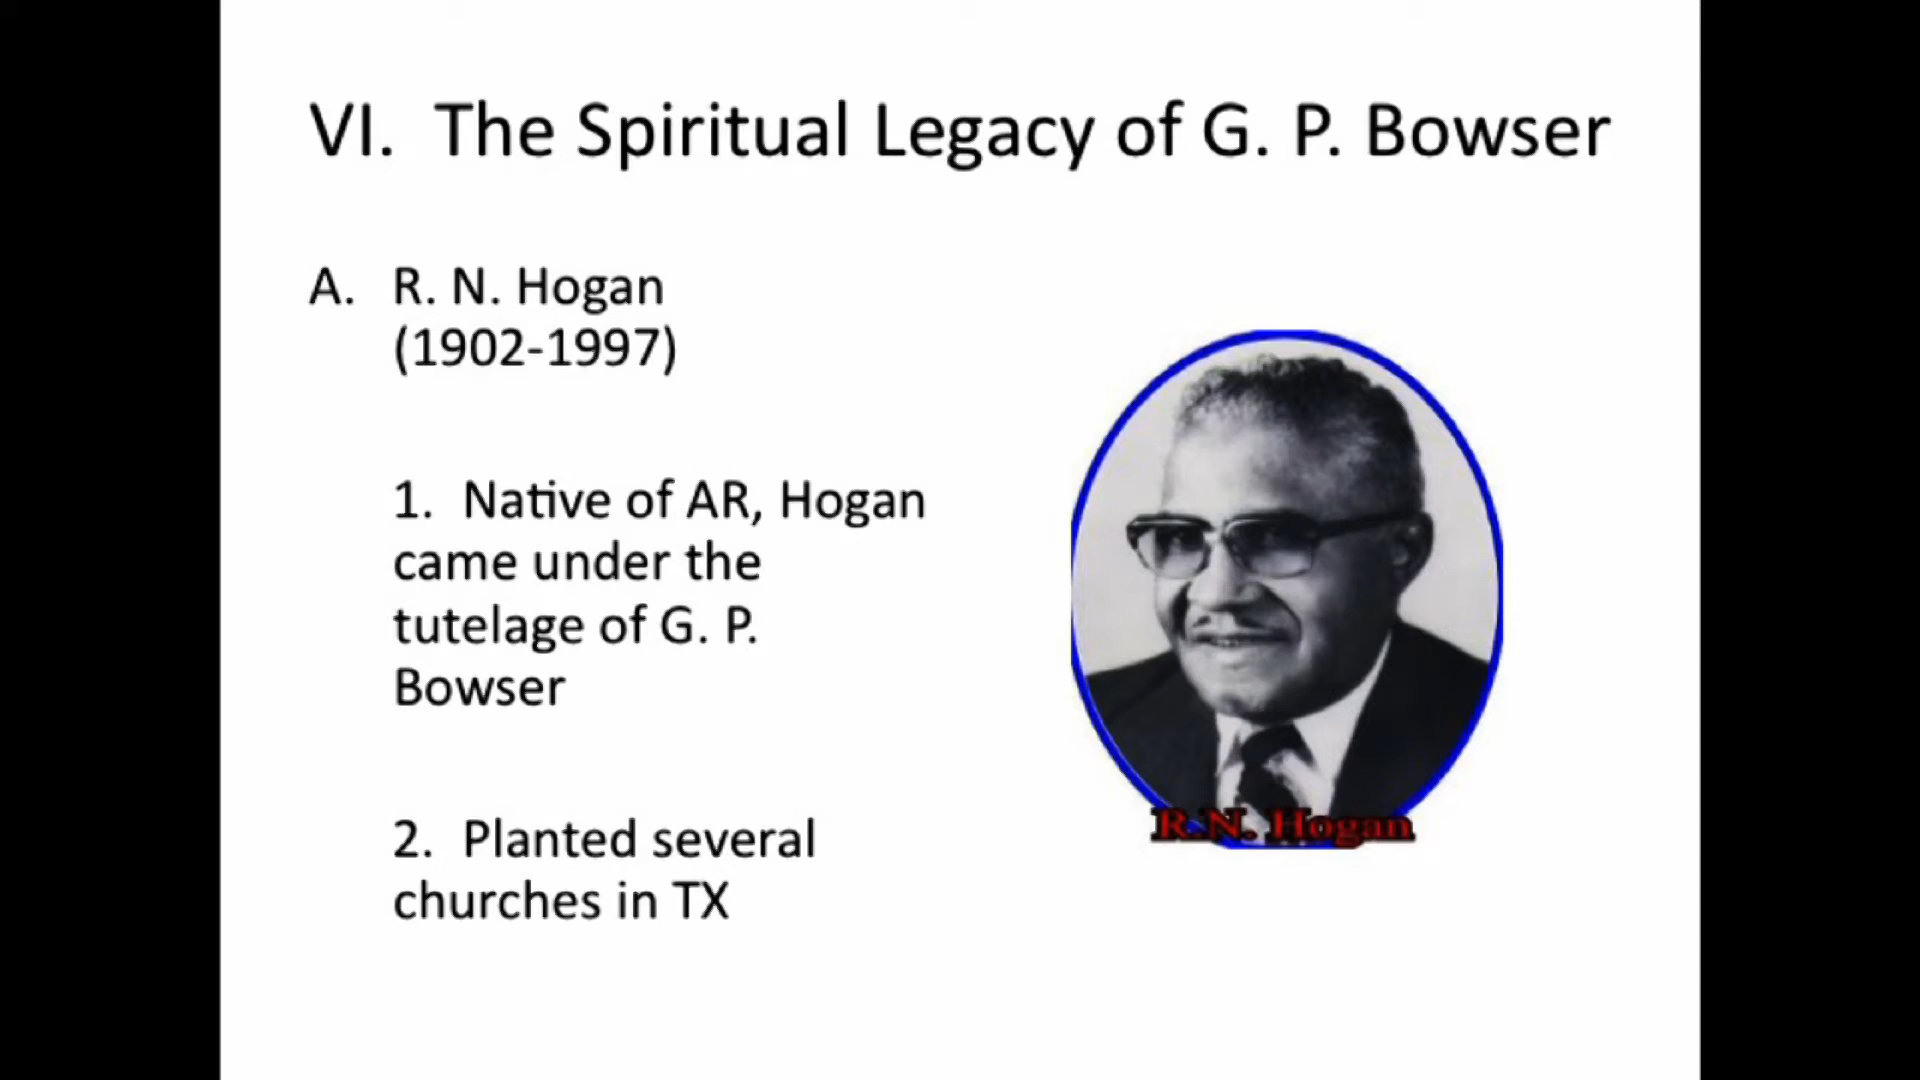 VI. The Spiritual Legacy of G. P. Bowser
A. R. N. Hogan
(1902-1997)
1. Native of AR, Hogan
came under the
tutelage of G. P.
Bowser
2. Planted several
churches in TX
R.N. Hogan